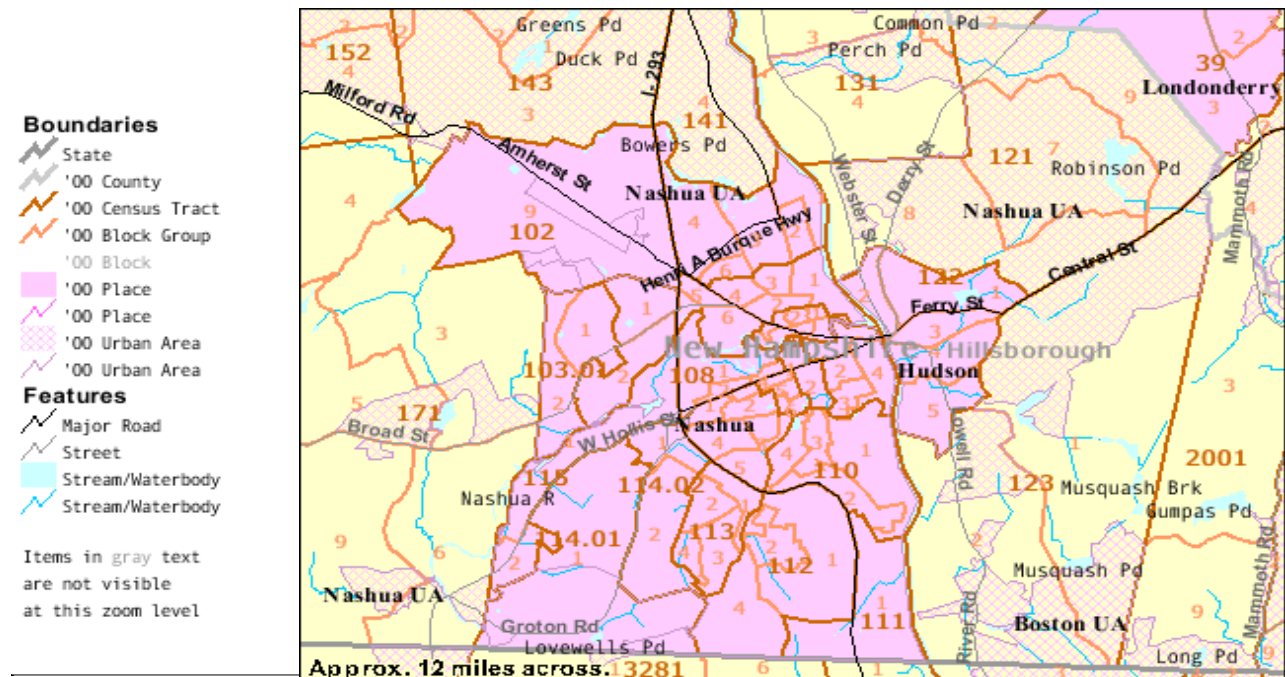 Boundaries
State
'00 County
'00 Census Tract
'00 Block Group
'00 Block
'00 Place
'00 Place
'00 Urban Area
'00 Urban Area
Features
Major Road
Street
Stream/Waterbody
Stream/Waterbody
Items in gray text
are not visible
at this zoom level
Greens Pd
Common Pd
Perch Pd
Duck Pd
152
143
131
39
Londonderry
I-293
Milford Rd
141
Bowers Pd
Amherst St
121
Robinson Pd
Nashua UA
Webster St
Derry St
Nashua UA
Mammoth Rd
102
Henri A Burque Hwy
Central St
122
Ferry St
New Hampshire
Hillsborough
103.01
108
Hudson
171
Broad St
W Hollis St
Nashua
Lowell Rd
110
2001
115
114.02
123
Musquash Brk
Nashua R
Gumpas Pd
114.01
113
112
Musquash Pd
Nashua UA
111
Boston UA
River Rd
Mammoth Rd
Groton Rd
Lovewells Pd
Long Pd
Approx. 12 miles across.
3281